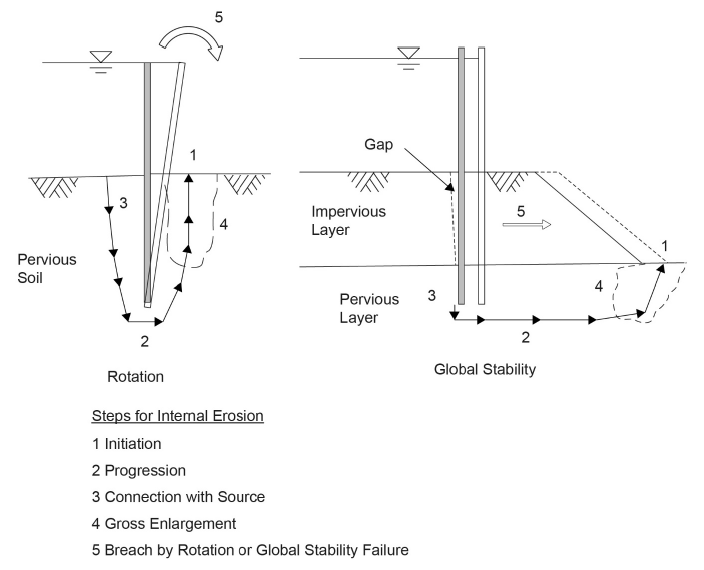 5
1
3
4
Pervious
Soil
2
Rotation
Gap
Impervious
Layer
5
1
Pervious
Layer
3
4
2
Global Stability
Steps for Internal Erosion
1 Initiation
2 Progression
3 Connection with Source
4 Gross Enlargement
5 Breach by Rotation or Global Stability Failure